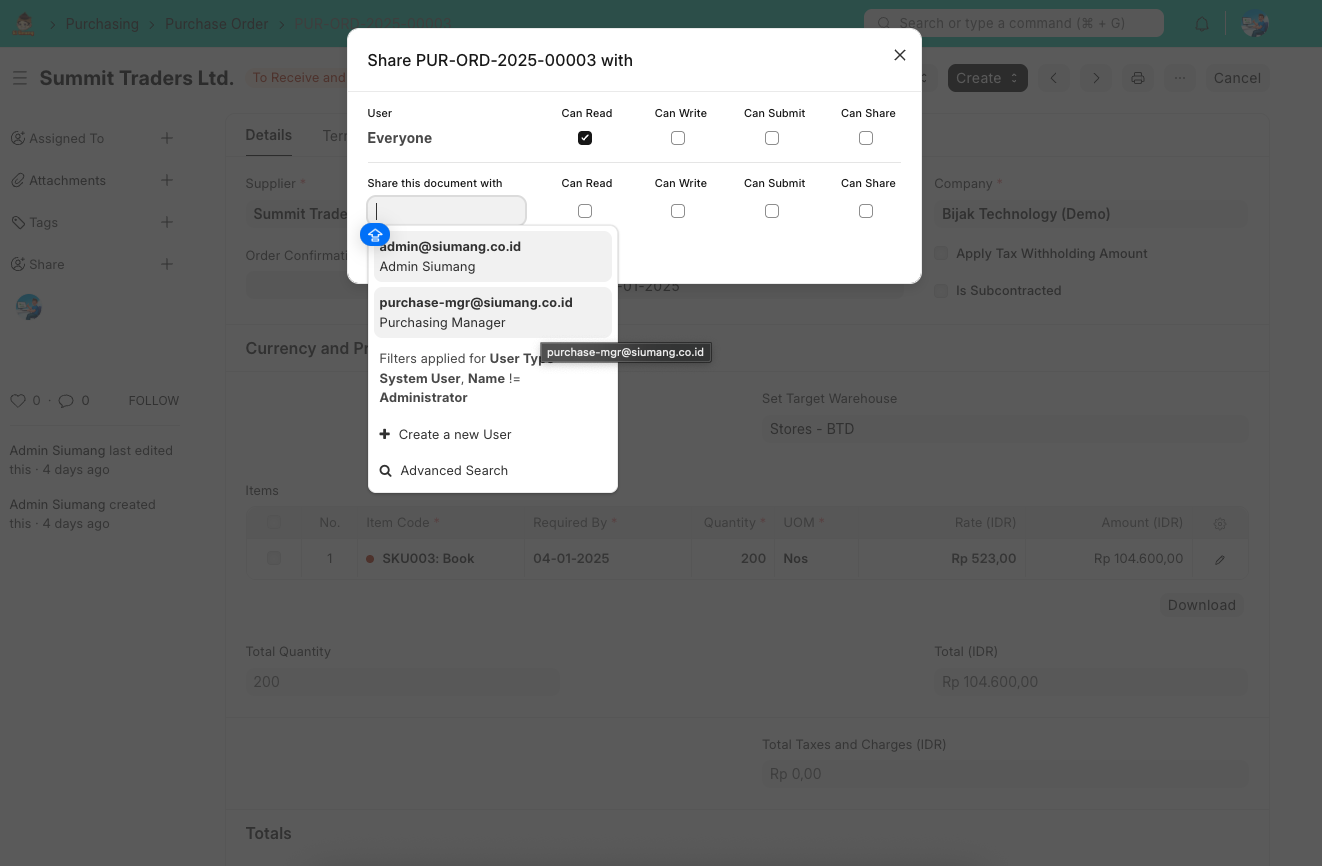 Purchasing
Purchase Order
PUR-ORD-2025-00003
Search or type a command (⌘ + G)
Summit Traders Ltd.
To Receive and
Create
Cancel
Share PUR-ORD-2025-00003 with
User
Can Read
Can Write
Can Submit
Can Share
Everyone
Share this document with
Can Read
Can Write
Can Submit
Can Share
admin@siumang.co.id
Admin Siumang
purchase-mgr@siumang.co.id
Purchasing Manager
purchase-mgr@siumang.co.id
Filters applied for User Type
System User, Name !=
Administrator
Create a new User
Advanced Search
Assigned To
Attachments
Tags
Share
0 · 0
FOLLOW
Admin Siumang last edited
this · 4 days ago
Admin Siumang created
this · 4 days ago
Details
Supplier *
Company *
Bijak Technology (Demo)
Apply Tax Withholding Amount
Is Subcontracted
-01-2025
Currency and
Set Target Warehouse
Stores - BTD
Items
No.
Item Code *
Required By *
Quantity *
UOM *
Rate (IDR)
Amount (IDR)
1
SKU003: Book
04-01-2025
200
Nos
Rp 523,00
Rp 104.600,00
Download
Total Quantity
200
Total (IDR)
Rp 104.600,00
Total Taxes and Charges (IDR)
Rp 0,00
Totals